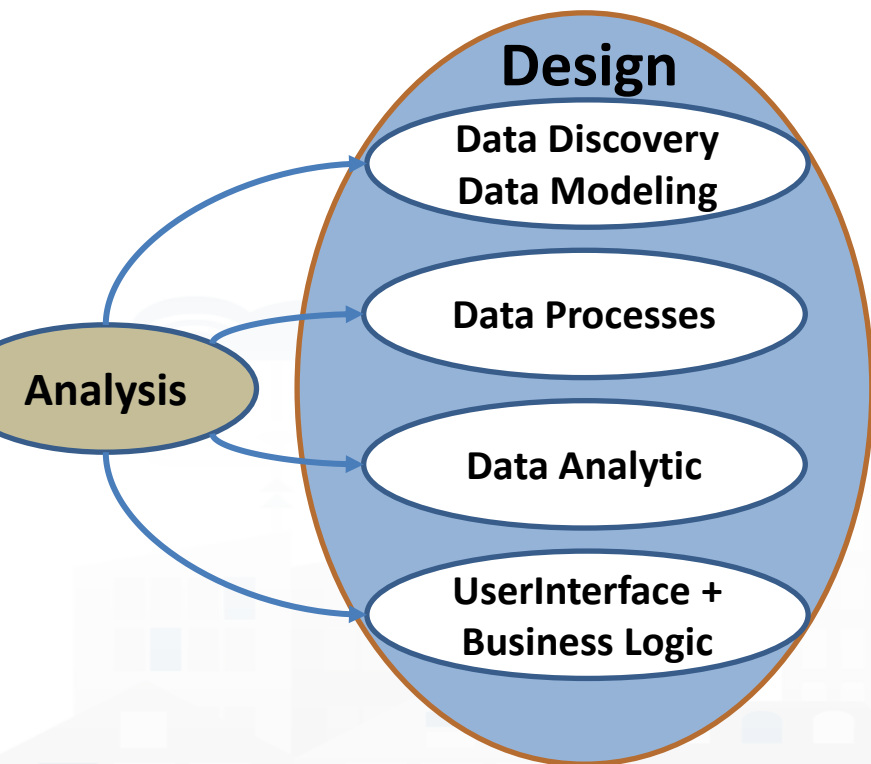 Design
Data Discovery
Data Modeling
Data Processes
Analysis
Data Analytic
UserInterface +
Business Logic